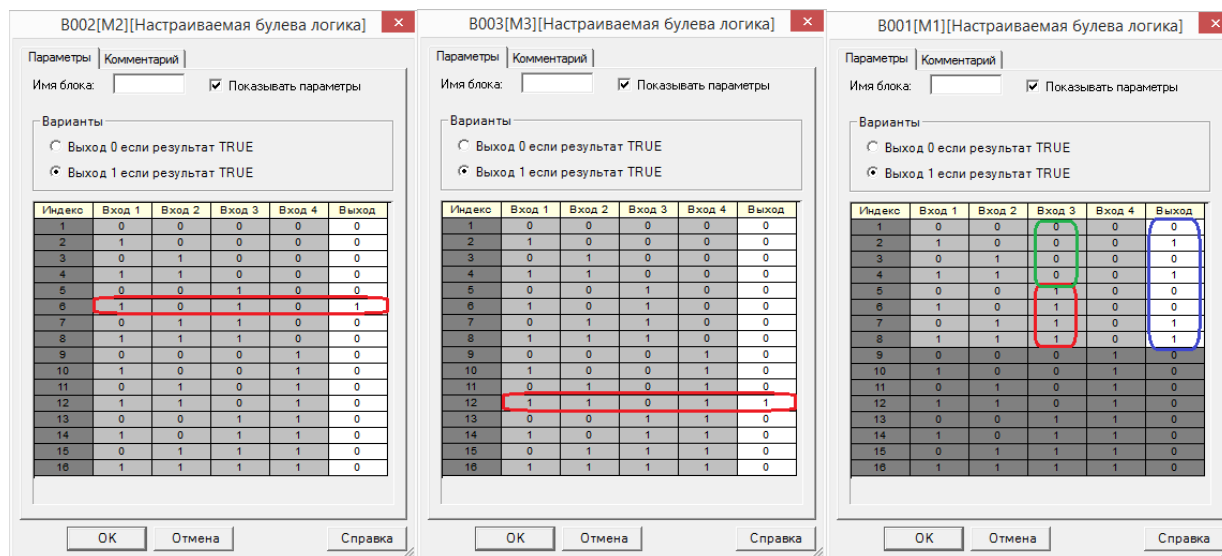 B002[M2][Настраиваемая булева логика]
Параметры Комментарий
Имя блока: Показывать параметры
Варианты
Выход 0 если результат TRUE
Выход 1 если результат TRUE
Индекс Вход 1 Вход 2 Вход 3 Вход 4 Выход
1 0 0 0 0 0
2 1 0 0 0 0
3 0 1 0 0 0
4 1 1 0 0 0
5 0 0 1 0 0
6 1 0 1 0 1
7 0 1 1 0 0
8 1 1 1 0 0
9 0 0 0 1 0
10 1 0 0 1 0
11 0 1 0 1 0
12 1 1 0 1 0
13 0 0 1 1 0
14 1 0 1 1 0
15 0 1 1 1 0
16 1 1 1 1 0
OK Отмена Справка
B003[M3][Настраиваемая булева логика]
Параметры Комментарий
Имя блока: Показывать параметры
Варианты
Выход 0 если результат TRUE
Выход 1 если результат TRUE
Индекс Вход 1 Вход 2 Вход 3 Вход 4 Выход
1 0 0 0 0 0
2 1 0 0 0 0
3 0 1 0 0 0
4 1 1 0 0 0
5 0 0 1 0 0
6 1 0 1 0 0
7 0 1 1 0 0
8 1 1 1 0 0
9 0 0 0 1 0
10 1 0 0 1 0
11 0 1 0 1 0
12 1 1 0 1 1
13 0 0 1 1 0
14 1 0 1 1 0
15 0 1 1 1 0
16 1 1 1 1 0
OK Отмена Справка
B001[M1][Настраиваемая булева логика]
Параметры Комментарий
Имя блока: Показывать параметры
Варианты
Выход 0 если результат TRUE
Выход 1 если результат TRUE
Индекс Вход 1 Вход 2 Вход 3 Вход 4 Выход
1 0 0 0 0 0
2 1 0 0 0 1
3 0 1 0 0 0
4 1 1 0 0 1
5 0 0 1 0 0
6 1 0 1 0 0
7 0 1 1 0 1
8 1 1 1 0 1
9 0 0 0 1 0
10 1 0 0 1 0
11 0 1 0 1 0
12 1 1 0 1 0
13 0 0 1 1 0
14 1 0 1 1 0
15 0 1 1 1 0
16 1 1 1 1 0
OK Отмена Справка